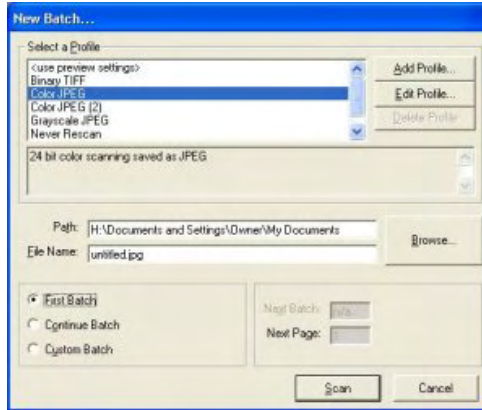 New Batch...
Select a Profile
<use preview settings>
Binary TIFF
Color JPEG
Color JPEG (2)
Grayscale JPEG
Never Rescan
Add Profile...
Edit Profile...
Delete Profile
24 bit color scanning saved as JPEG
Path: H:\Documents and Settings\Owner\My Documents
File Name: untitled.jpg
Browse...
First Batch
Continue Batch
Custom Batch
Next Batch: n/a
Next Page:
Scan
Cancel